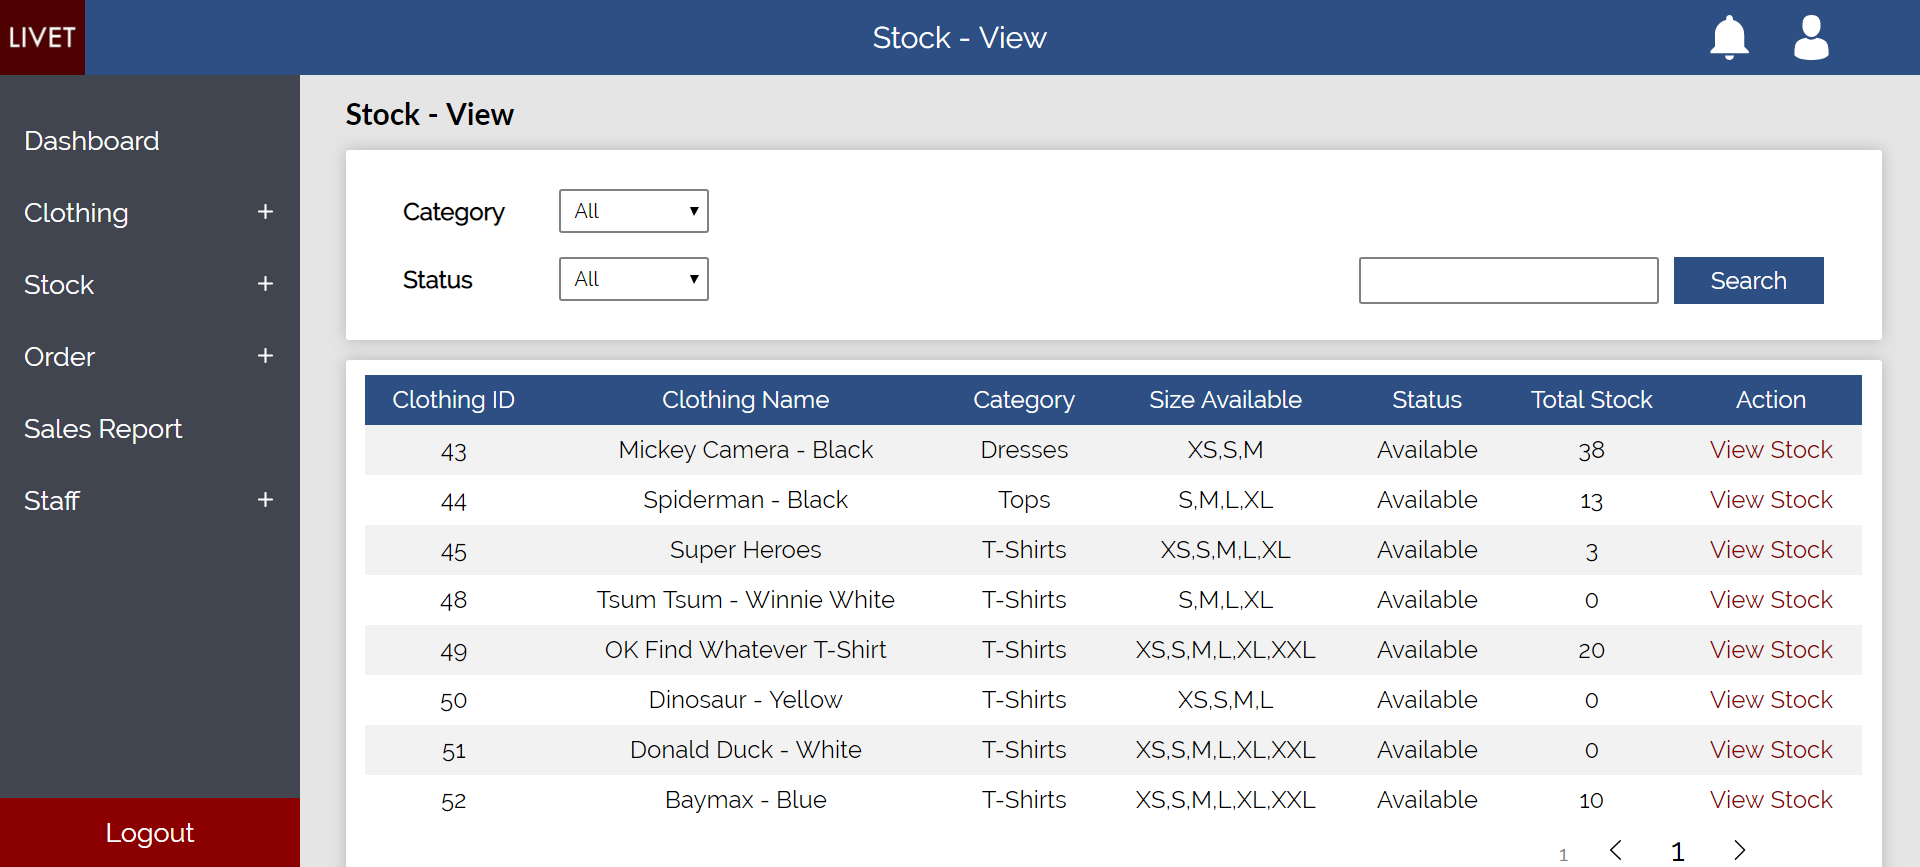 LIVET
Stock - View
Dashboard
Clothing +
Stock +
Order +
Sales Report
Staff +
Logout
Stock - View
Category All
Status All
Search
Clothing ID Clothing Name Category Size Available Status Total Stock Action
43 Mickey Camera - Black Dresses XS,S,M Available 38 View Stock
44 Spiderman - Black Tops S,M,L,XL Available 13 View Stock
45 Super Heroes T-Shirts XS,S,M,L,XL Available 3 View Stock
48 Tsum Tsum - Winnie White T-Shirts S,M,L,XL Available 0 View Stock
49 OK Find Whatever T-Shirt T-Shirts XS,S,M,L,XL,XXL Available 20 View Stock
50 Dinosaur - Yellow T-Shirts XS,S,M,L Available 0 View Stock
51 Donald Duck - White T-Shirts XS,S,M,L,XL,XXL Available 0 View Stock
52 Baymax - Blue T-Shirts XS,S,M,L,XL,XXL Available 10 View Stock
1 < 1 >